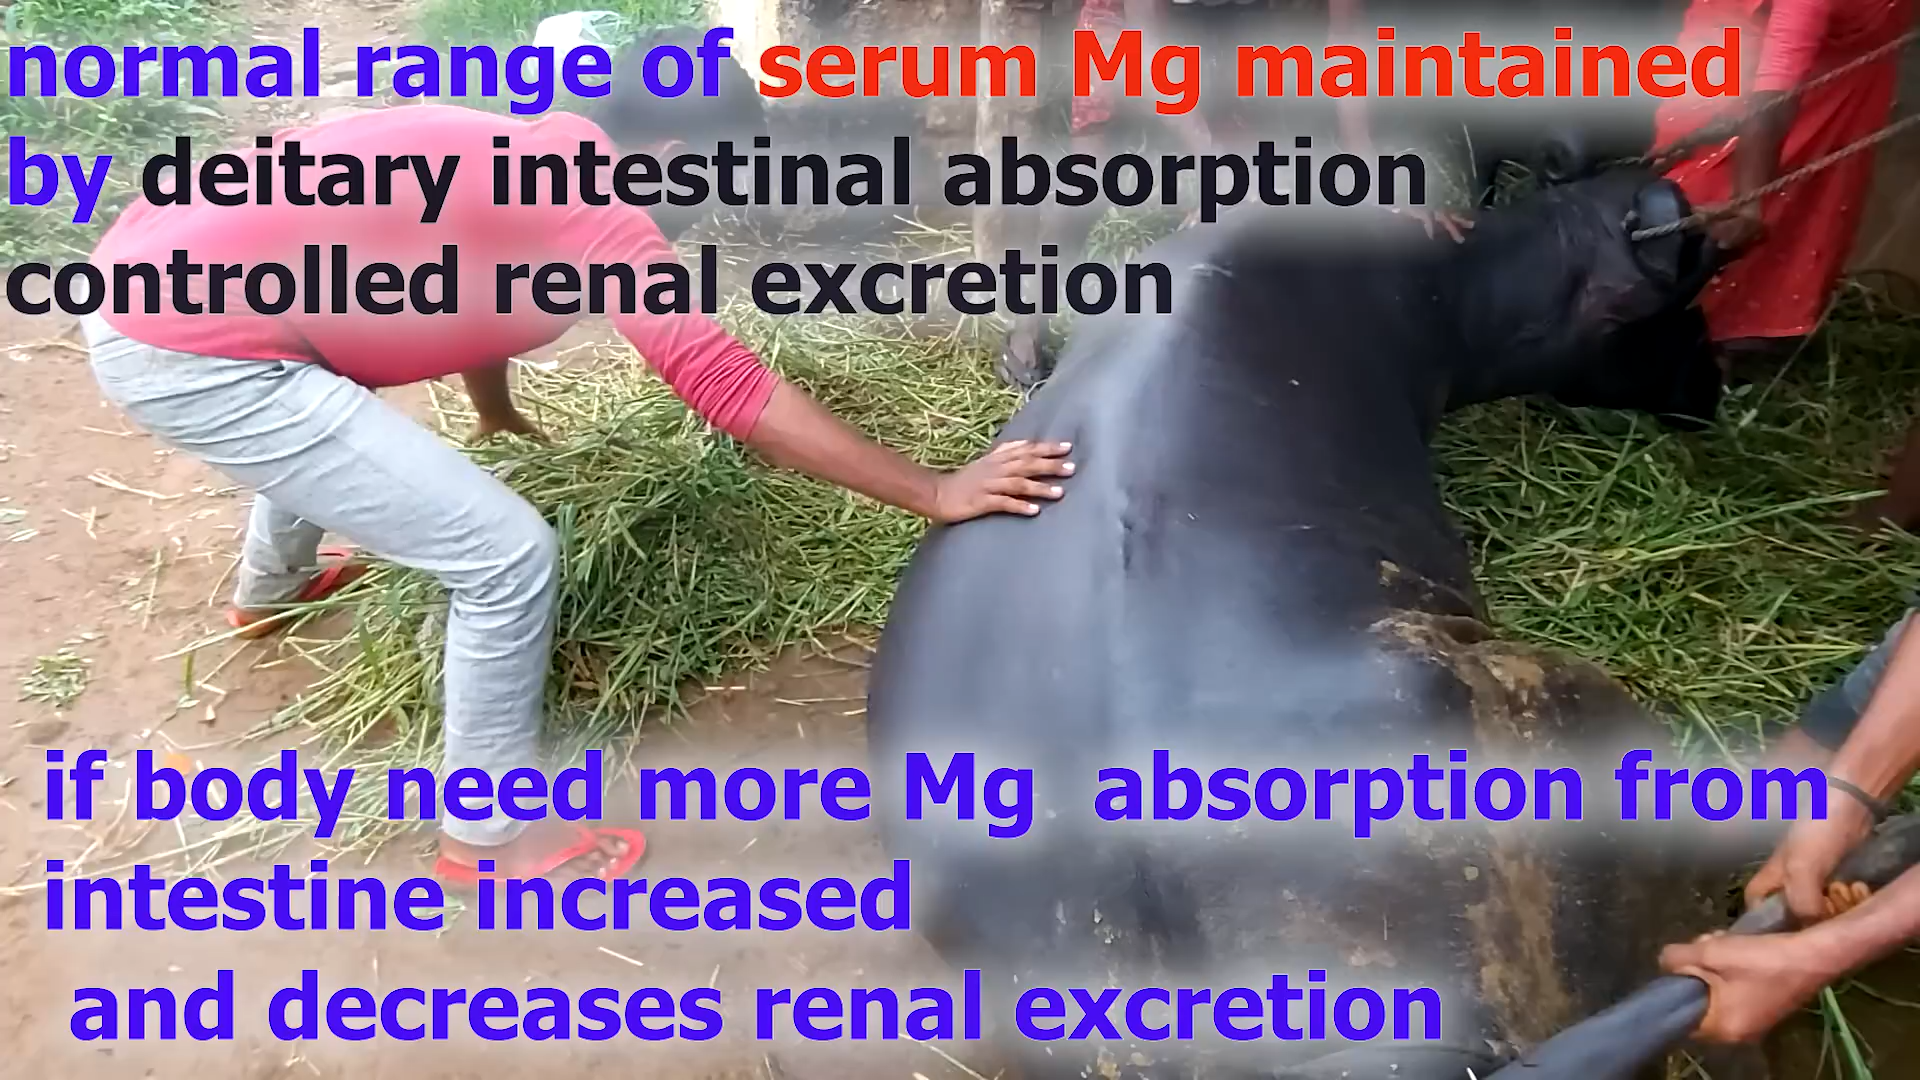 normal range of serum Mg maintained
by deitary intestinal absorption
controlled renal excretion
if body need more Mg absorption from
intestine increased
and decreases renal excretion